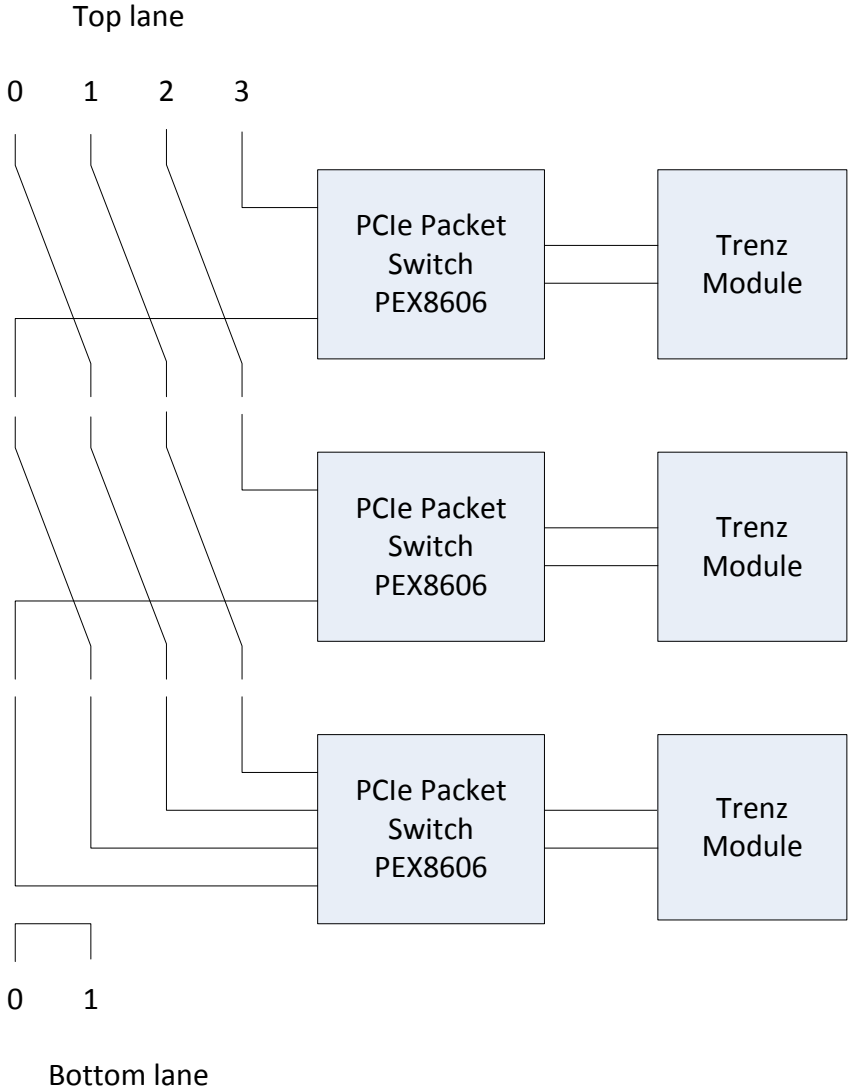 Top lane
0 1 2 3
PCIe Packet
Switch
PEX8606
Trenz
Module
PCIe Packet
Switch
PEX8606
Trenz
Module
PCIe Packet
Switch
PEX8606
Trenz
Module
0 1
Bottom lane